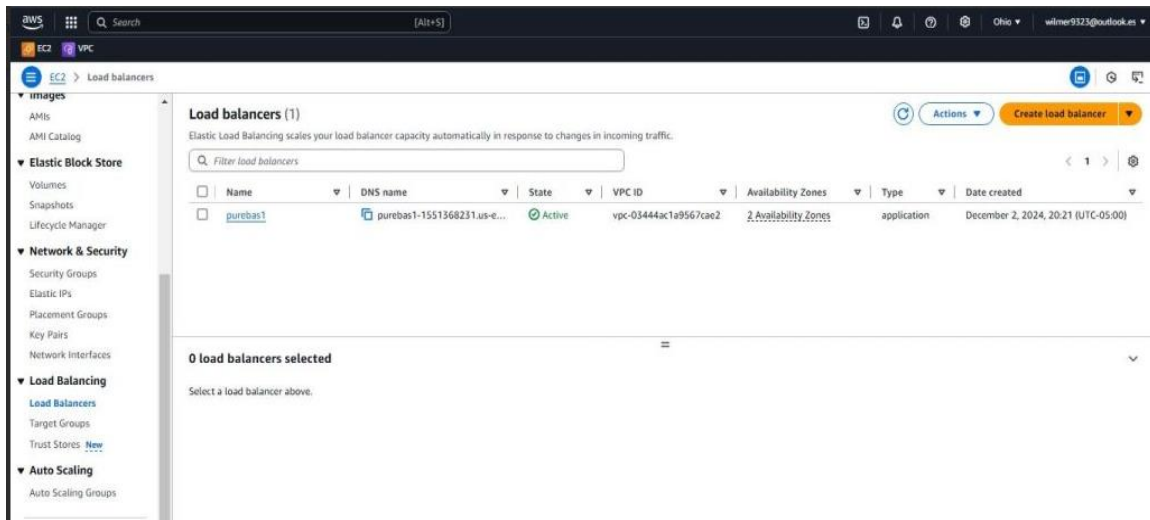 aws
Search
[Alt+S]
Ohio
wilmer9323@outlook.es
EC2
VPC
EC2 > Load balancers
Images
AMIs
AMI Catalog
Elastic Block Store
Volumes
Snapshots
Lifecycle Manager
Network & Security
Security Groups
Elastic IPs
Placement Groups
Key Pairs
Network Interfaces
Load Balancing
Load Balancers
Target Groups
Trust Stores New
Auto Scaling
Auto Scaling Groups
Load balancers (1)
Actions
Create load balancer
Elastic Load Balancing scales your load balancer capacity automatically in response to changes in incoming traffic.
Filter load balancers
< 1 >
Name DNS name State VPC ID Availability Zones Type Date created
purebas1 purebas1-1551368231.us-e... Active vpc-03444ac1a9567cae2 2 Availability Zones application December 2, 2024, 20:21 (UTC-05:00)
0 load balancers selected
Select a load balancer above.